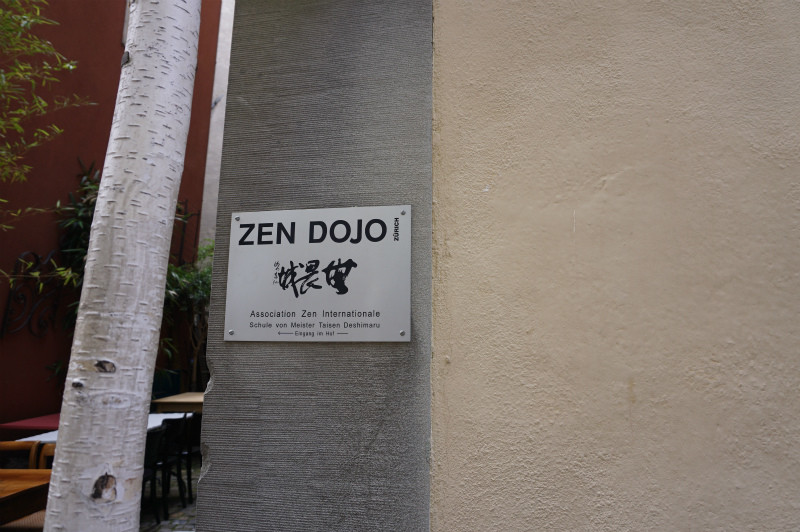 ZEN DOJO ZÜRICH
Association Zen Internationale
Schule von Meister Taisen Deshimaru
Eingang im Hof